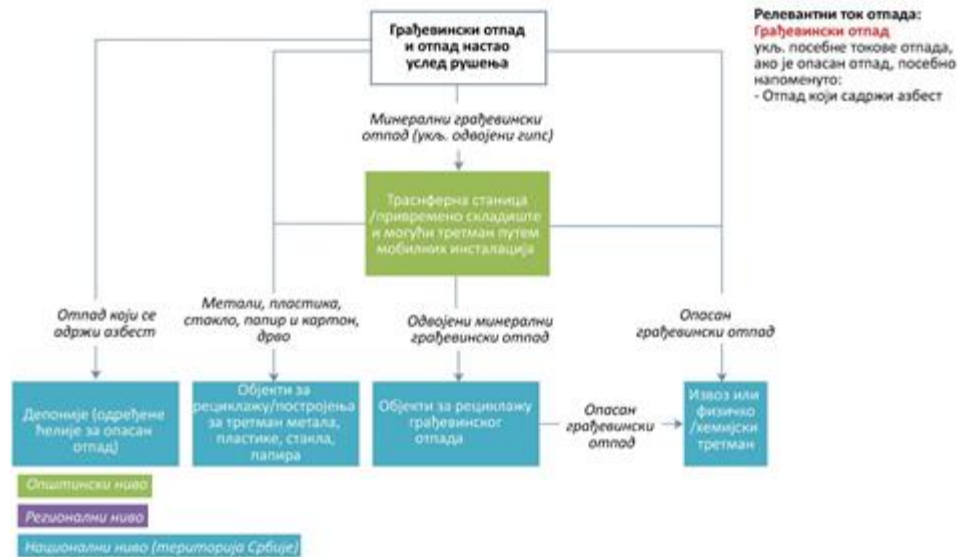 Грађевински отпад
и отпад настао
услед рушења
Релевантни ток отпада:
Грађевински отпад
укљ. посебне токове отпада,
ако је опасан отпад, посебно
напоменуто:
- Отпад који садржи азбест
Минерални грађевински
отпад (укљ. одвојени гипс)
Траснферна станица
/привремено складиште
и могући третман путем
мобилних инсталација
Отпад који се
адржи азбест
Метали, пластика,
стакло, папир и картон,
дрво
Одвојени минерални
грађевински отпад
Опасан
грађевински отпад
Депоније (одређене
ћелије за опасан
отпад)
Објекти за
рециклажу/постројења
за третман метала,
пластике, стакла,
папира
Објекти за рециклажу
грађевинског
отпада
Опасан
грађевински
отпад
Извоз или
физичко
/хемијски
третман
Општински ниво
Регионални ниво
Национални ниво (територија Србије)